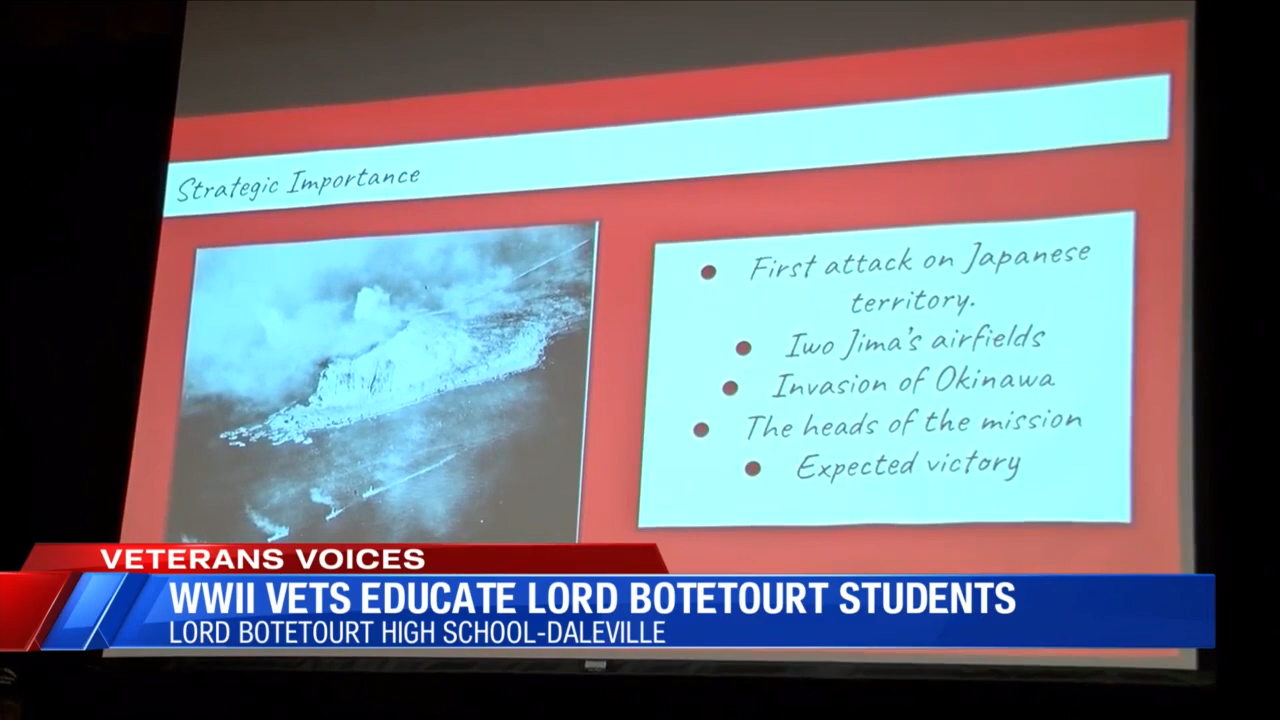 Strategic Importance
● First attack on Japanese
territory.
● Iwo Jima's airfields
● Invasion of Okinawa
● The heads of the mission
● Expected victory
VETERANS VOICES
WWII VETS EDUCATE LORD BOTETOURT STUDENTS
LORD BOTETOURT HIGH SCHOOL-DALEVILLE